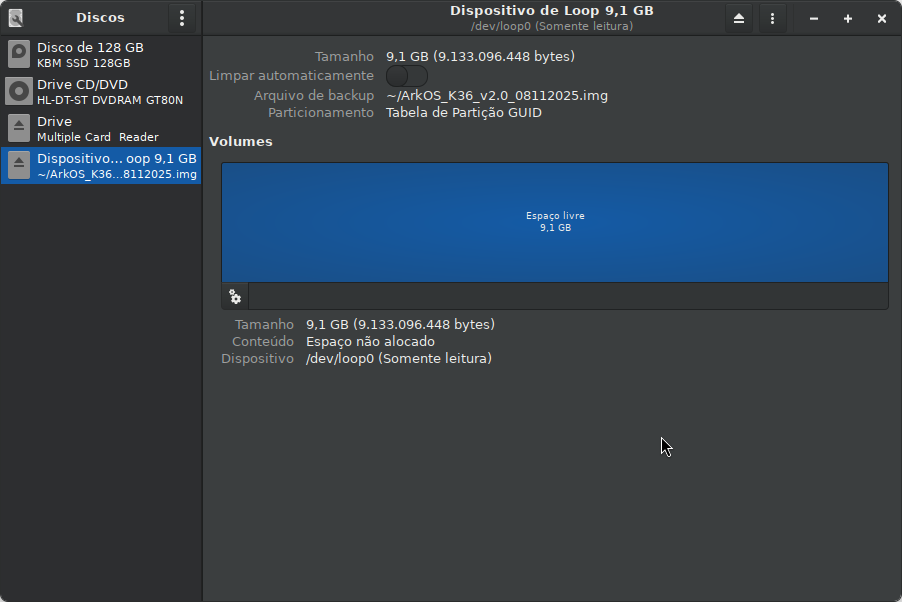 Discos
Dispositivo de Loop 9,1 GB
/dev/loop0 (Somente leitura)
Disco de 128 GB
KBM SSD 128GB
Drive CD/DVD
HL-DT-ST DVDRAM GT80N
Drive
Multiple Card  Reader
Dispositivo... oop 9,1 GB
~/ArkOS_K36...8112025.img
Tamanho 9,1 GB (9.133.096.448 bytes)
Limpar automaticamente
Arquivo de backup ~/ArkOS_K36_v2.0_08112025.img
Particionamento Tabela de Partição GUID
Volumes
Espaço livre
9,1 GB
Tamanho 9,1 GB (9.133.096.448 bytes)
Conteúdo Espaço não alocado
Dispositivo /dev/loop0 (Somente leitura)